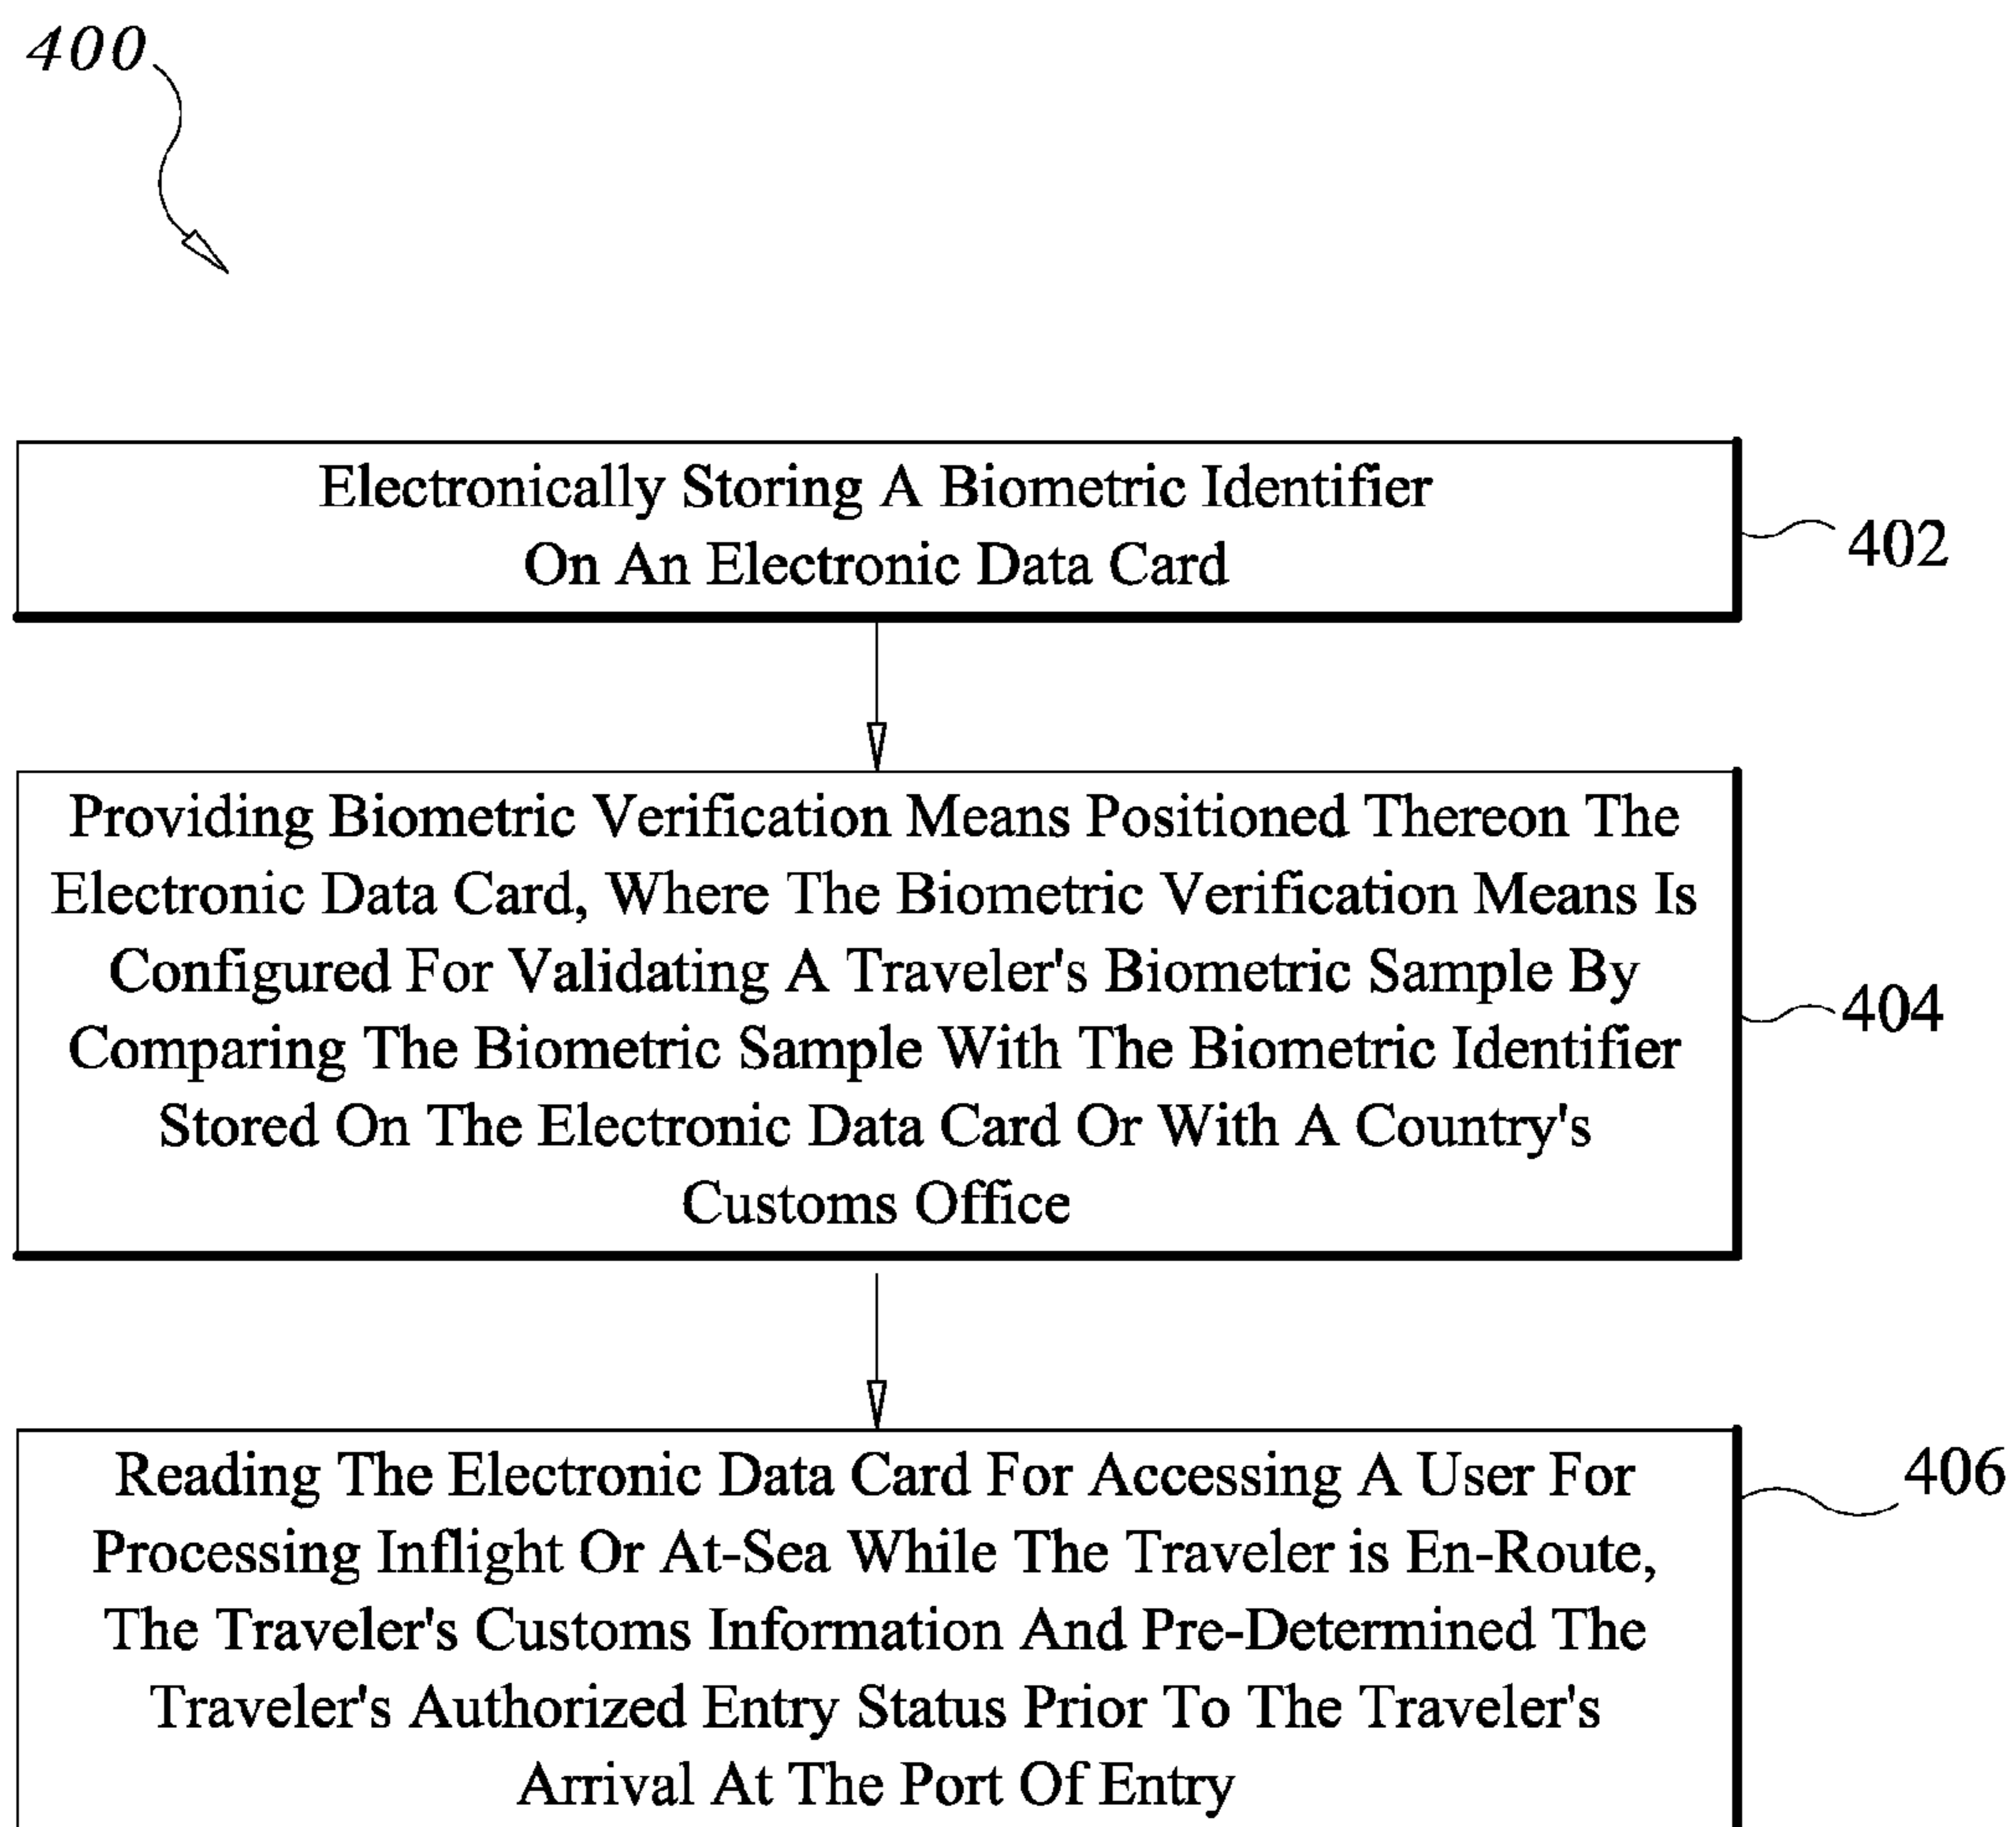 400
Electronically Storing A Biometric Identifier
On An Electronic Data Card
402
Providing Biometric Verification Means Positioned Thereon The
Electronic Data Card, Where The Biometric Verification Means Is
Configured For Validating A Traveler's Biometric Sample By
Comparing The Biometric Sample With The Biometric Identifier
Stored On The Electronic Data Card Or With A Country's
Customs Office
404
Reading The Electronic Data Card For Accessing A User For
Processing Inflight Or At-Sea While The Traveler is En-Route,
The Traveler's Customs Information And Pre-Determined The
Traveler's Authorized Entry Status Prior To The Traveler's
Arrival At The Port Of Entry
406